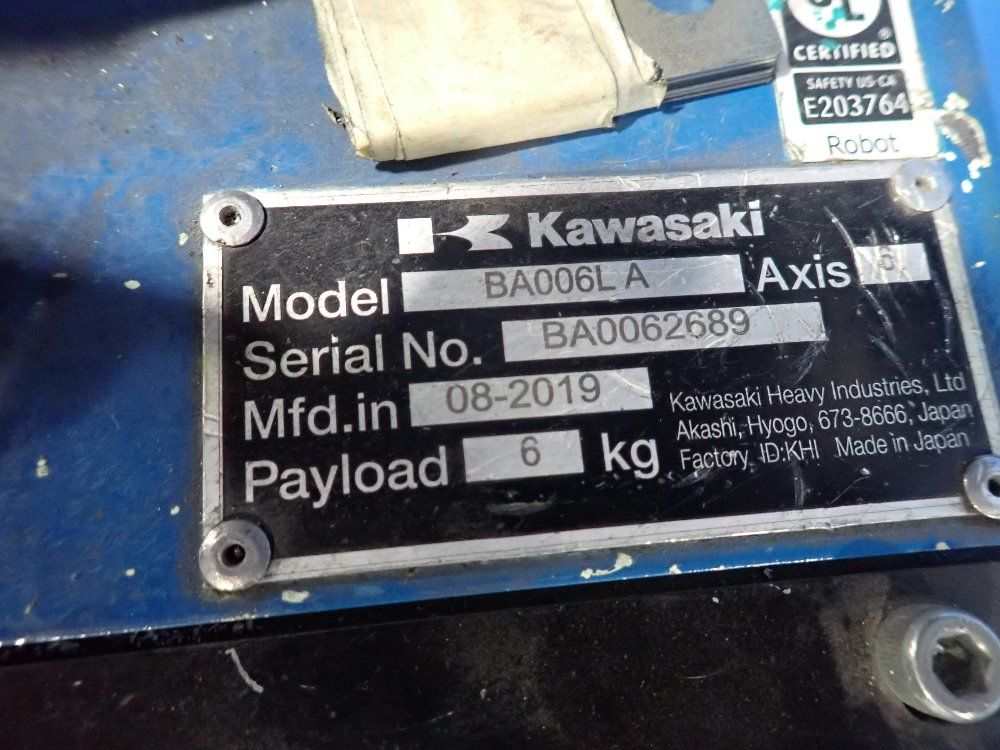 UL
CERTIFIED
SAFETY US-CA
E203764
Robot
Kawasaki
Model BA006L A Axis 6
Serial No. BA0062689
Mfd.in 08-2019
Payload 6 kg
Kawasaki Heavy Industries, Ltd
Akashi, Hyogo, 673-8666, Japan
Factory ID:KHI Made in Japan